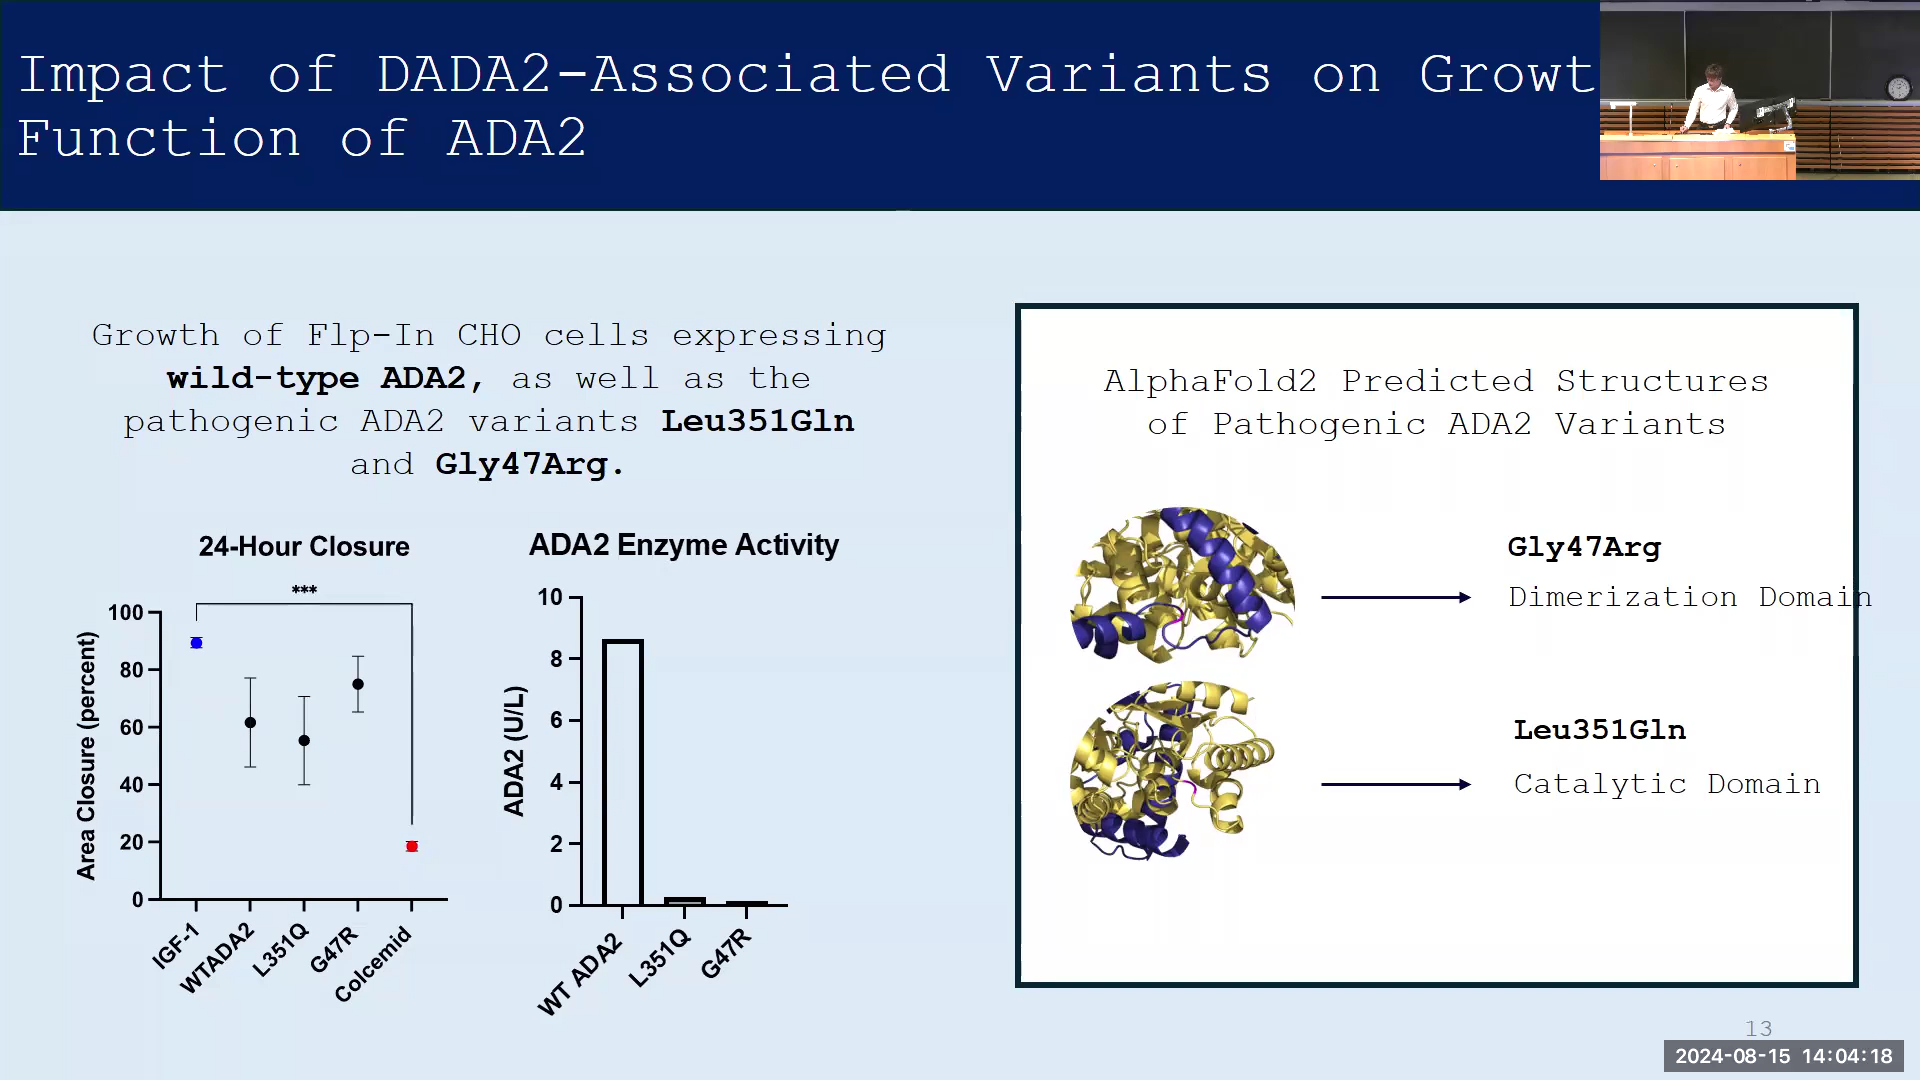 Impact of DADA2-Associated Variants on Growt
Function of ADA2
Growth of Flp-In CHO cells expressing
wild-type ADA2, as well as the
pathogenic ADA2 variants Leu351Gln
and Gly47Arg.
24-Hour Closure
***
100
80
60
40
20
0
Area Closure (percent)
IGF-1
WTADA2
L351Q
G47R
Colcemid
ADA2 Enzyme Activity
10
8
6
4
2
0
ADA2 (U/L)
WT ADA2
L351Q
G47R
AlphaFold2 Predicted Structures
of Pathogenic ADA2 Variants
Gly47Arg
Dimerization Domain
Leu351Gln
Catalytic Domain
13
2024-08-15 14:04:18